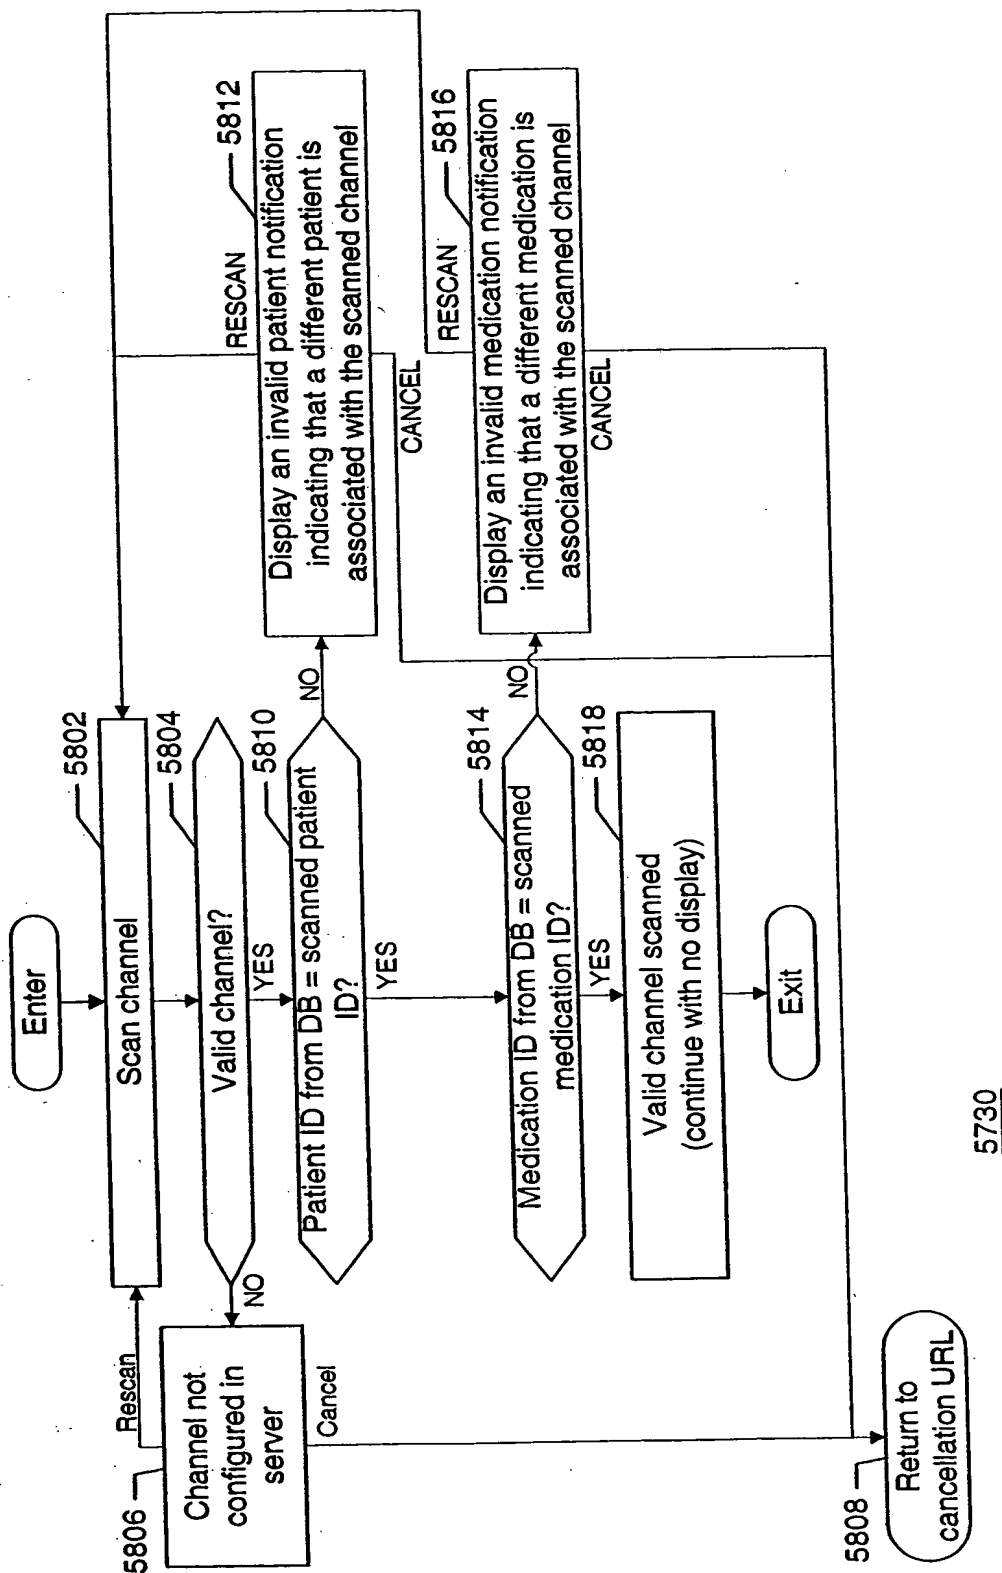 Enter
5802
Scan channel
5804
Valid channel?
YES
NO
Rescan
5806
Channel not
configured in
server
Cancel
5810
Patient ID from DB = scanned patient
ID?
NO
YES
5812
Display an invalid patient notification
indicating that a different patient is
associated with the scanned channel
RESCAN
CANCEL
5814
Medication ID from DB = scanned
medication ID?
NO
YES
5816
Display an invalid medication notification
indicating that a different medication is
associated with the scanned channel
RESCAN
CANCEL
5818
Valid channel scanned
(continue with no display)
Exit
5808
Return to
cancellation URL
5730